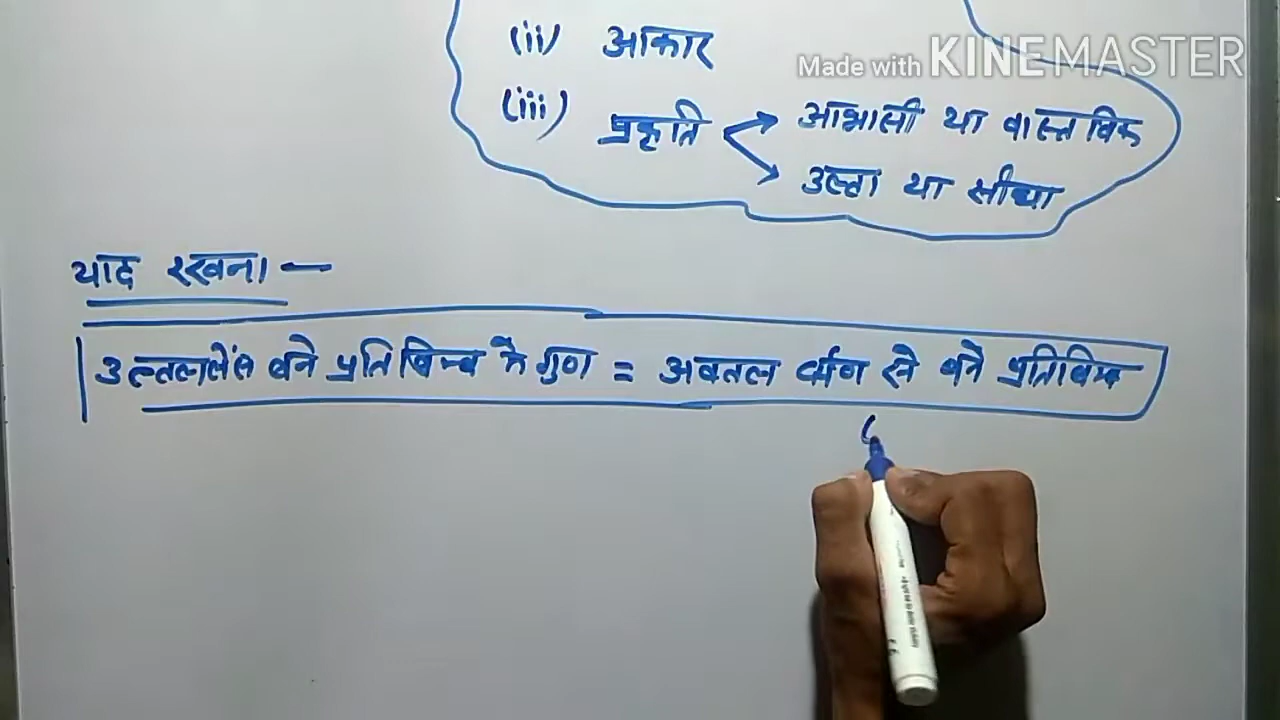 (ii) आकार
Made with KINEMASTER
(iii) प्रकृति
आभासी या वास्तविक
उल्टा या सीधा
याद रखना —
उत्तललेंस बने प्रतिबिम्ब के गुण = अवतल दर्पण से बने प्रतिबिम्ब
(